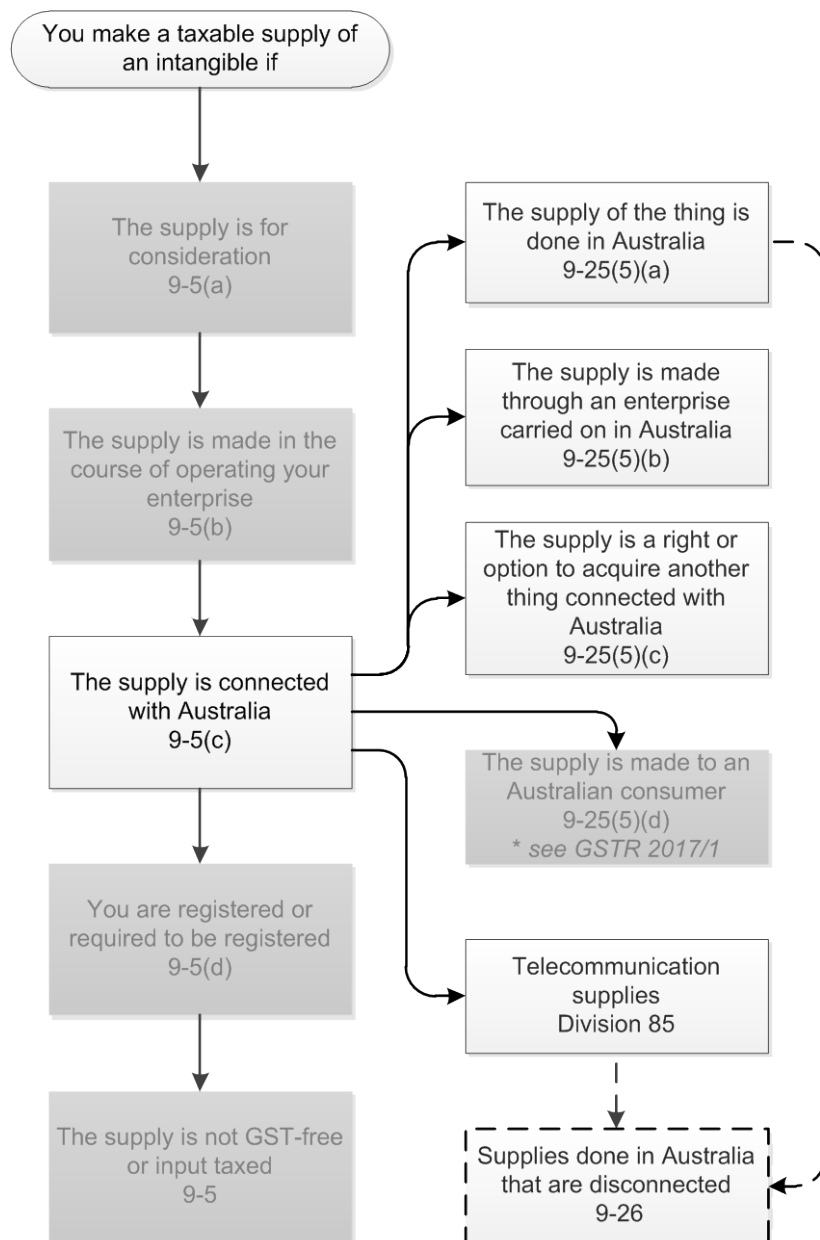 You make a taxable supply of
an intangible if
The supply is for
consideration
9-5(a)
The supply is made in the
course of operating your
enterprise
9-5(b)
The supply is connected
with Australia
9-5(c)
You are registered or
required to be registered
9-5(d)
The supply is not GST-free
or input taxed
9-5
The supply of the thing is
done in Australia
9-25(5)(a)
The supply is made
through an enterprise
carried on in Australia
9-25(5)(b)
The supply is a right or
option to acquire another
thing connected with
Australia
9-25(5)(c)
The supply is made to an
Australian consumer
9-25(5)(d)
* see GSTR 2017/1
Telecommunication
supplies
Division 85
Supplies done in Australia
that are disconnected
9-26